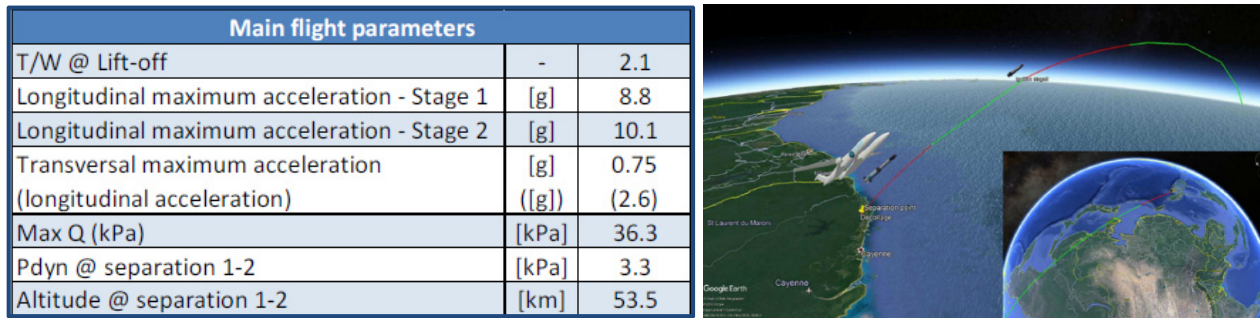 Main flight parameters
T/W @ Lift-off - 2.1
Longitudinal maximum acceleration - Stage 1 [g] 8.8
Longitudinal maximum acceleration - Stage 2 [g] 10.1
Transversal maximum acceleration [g] 0.75
(longitudinal acceleration) ([g]) (2.6)
Max Q (kPa) [kPa] 36.3
Pdyn @ separation 1-2 [kPa] 3.3
Altitude @ separation 1-2 [km] 53.5
St Laurent du Maroni
Separation point
Décollage
Cayenne
Cayenne
Google Earth